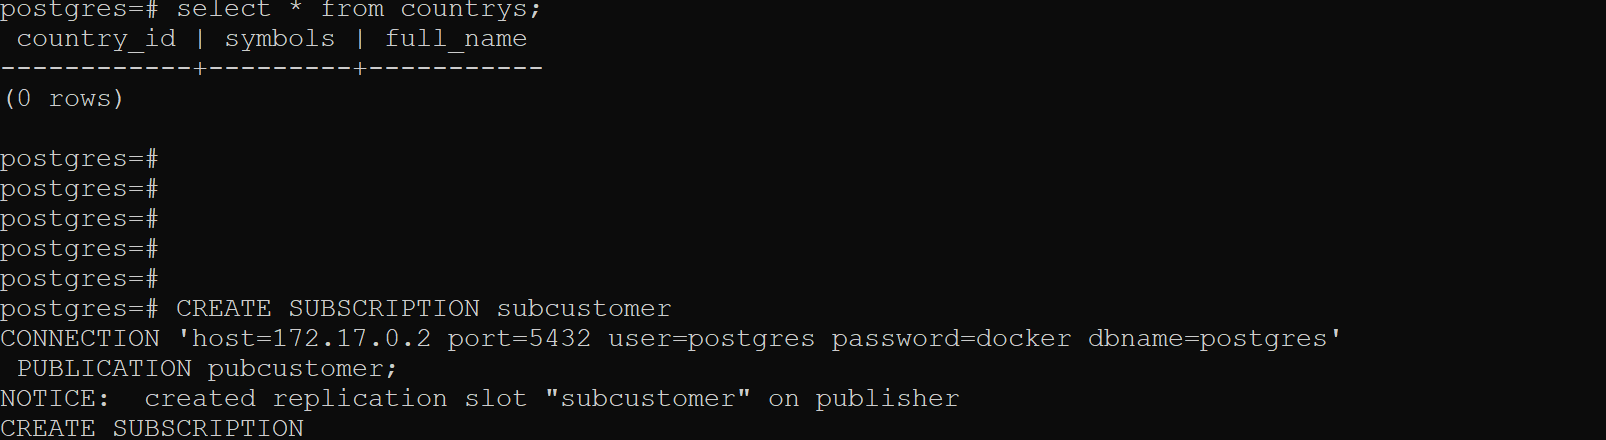 postgres=# select * from countrys;
 country_id | symbols | full_name
------------+---------+-----------
(0 rows)
postgres=#
postgres=#
postgres=#
postgres=#
postgres=#
postgres=# CREATE SUBSCRIPTION subcustomer
CONNECTION 'host=172.17.0.2 port=5432 user=postgres password=docker dbname=postgres'
 PUBLICATION pubcustomer;
NOTICE:  created replication slot "subcustomer" on publisher
CREATE SUBSCRIPTION